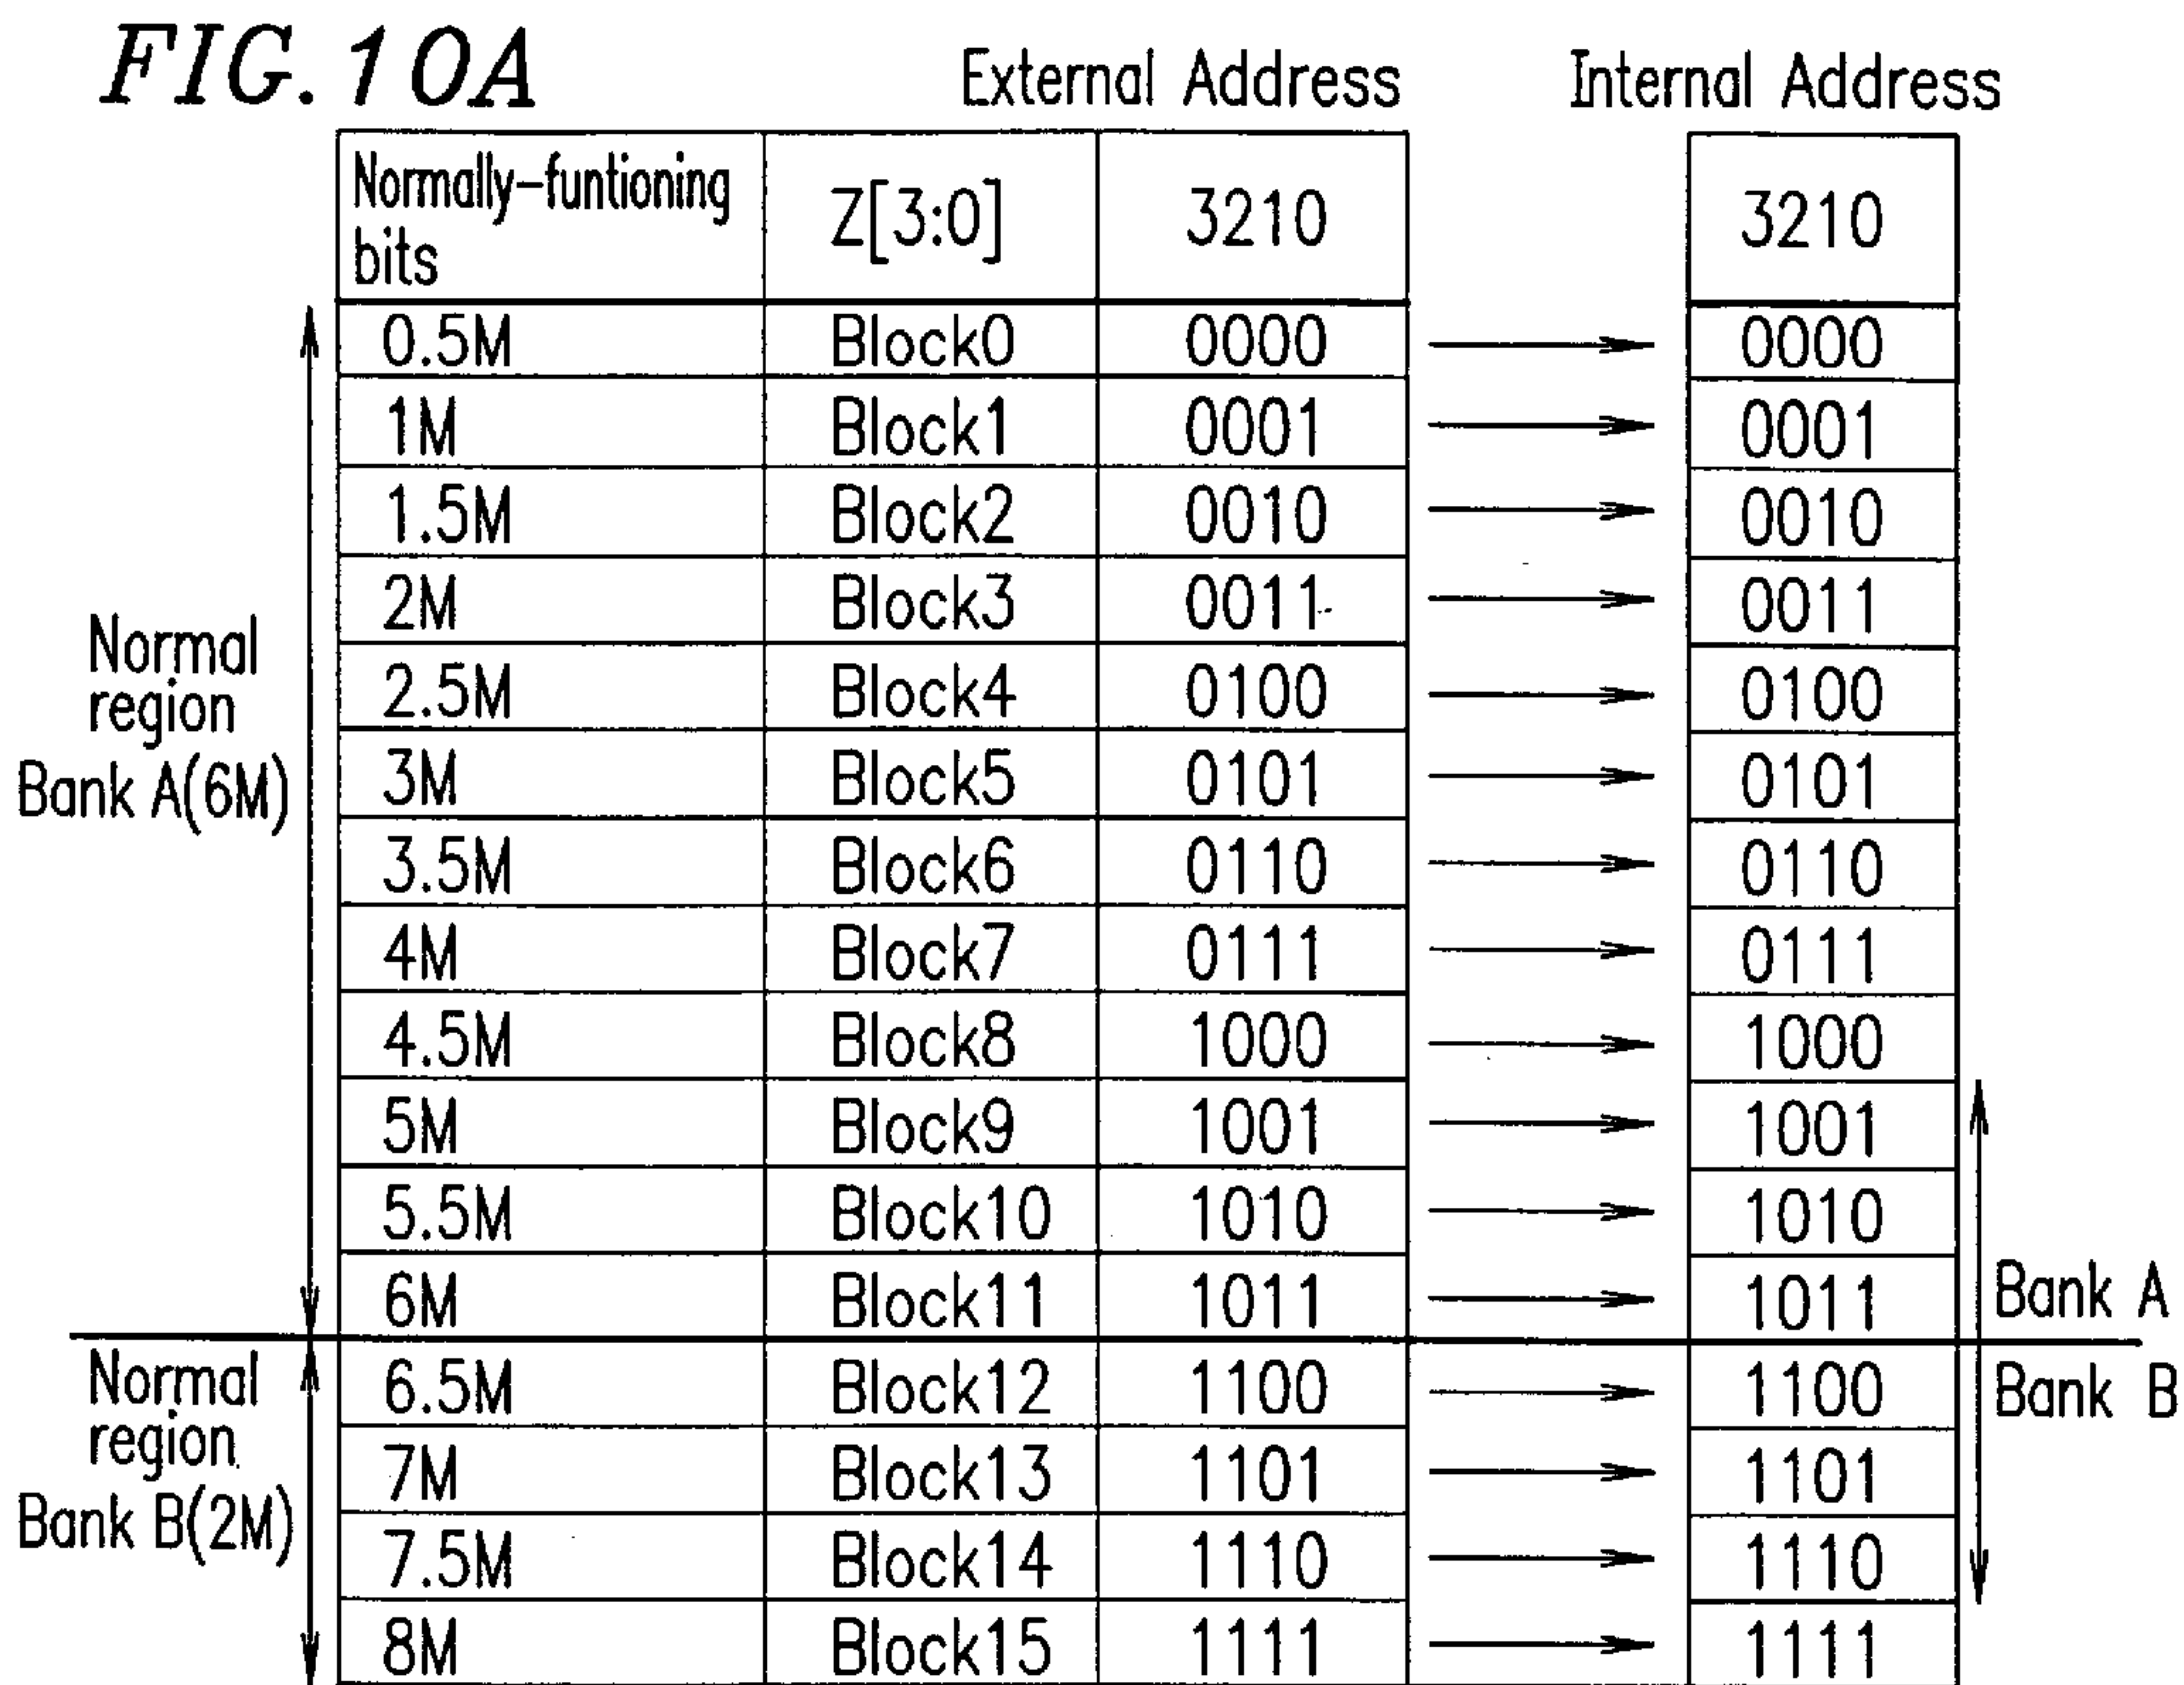 FIG.10A
External Address Internal Address
Normally-funtioning bits Z[3:0] 3210 3210
0.5M Block0 0000 0000
1M Block1 0001 0001
1.5M Block2 0010 0010
2M Block3 0011 0011
2.5M Block4 0100 0100
3M Block5 0101 0101
3.5M Block6 0110 0110
4M Block7 0111 0111
4.5M Block8 1000 1000
5M Block9 1001 1001
5.5M Block10 1010 1010
6M Block11 1011 1011
6.5M Block12 1100 1100
7M Block13 1101 1101
7.5M Block14 1110 1110
8M Block15 1111 1111
Normal
region
Bank A(6M)
Normal
region
Bank B(2M)
Bank A
Bank B